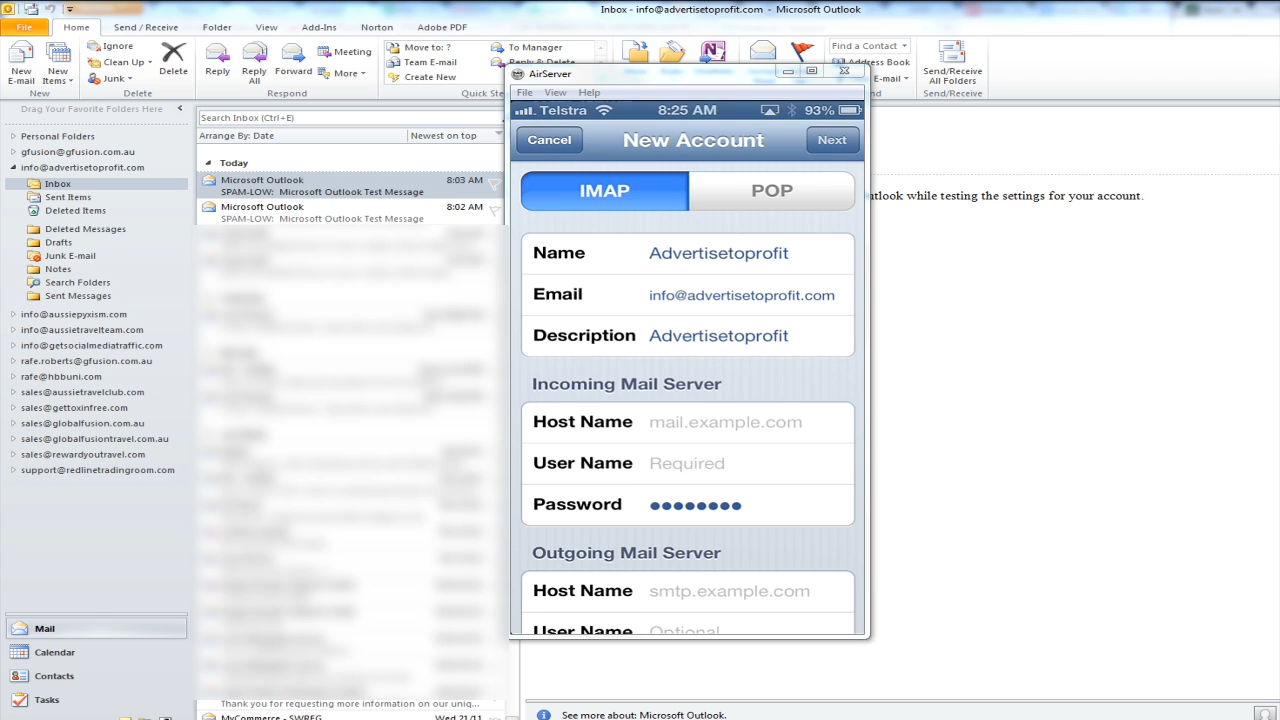 Inbox - info@advertisetoprofit.com - Microsoft Outlook
File Home Send / Receive Folder View Add-Ins Norton Adobe PDF
Ignore
Clean Up
Junk
New E-mail
New Items
Delete
Reply
Reply All
Forward
Meeting
More
Move to: ?
Team E-mail
Create New
To Manager
Find a Contact
Address Book
Send/Receive All Folders
Delete Respond Quick Ste Send/Receive
Drag Your Favorite Folders Here
Personal Folders
info@gfusion.com.au
info@advertisetoprofit.com
Inbox
Sent Items
Deleted Items
Deleted Messages
Drafts
Junk E-mail
Notes
Search Folders
Sent Messages
info@aussiepyxism.com
info@aussietravelteam.com
info@getsocialmediatraffic.com
rafe.roberts@gfusion.com.au
rafe@hbbuni.com
sales@aussietravelclub.com
sales@gettoxinfree.com
sales@globalfusion.com.au
sales@globalfusiontravel.com.au
sales@rewardyoutravel.com
support@redlinetradingroom.com
Mail
Calendar
Contacts
Tasks
Search Inbox (Ctrl+E)
Arrange By: Date Newest on top
Today
Microsoft Outlook 8:03 AM
SPAM-LOW: Microsoft Outlook Test Message
Microsoft Outlook 8:02 AM
SPAM-LOW: Microsoft Outlook Test Message
Thank you for requesting more information on our uniq...
MyCommerce - SWREG Wed 21/11
AirServer
File View Help
Telstra 8:25 AM 93%
Cancel New Account Next
IMAP POP
Name Advertisetoprofit
Email info@advertisetoprofit.com
Description Advertisetoprofit
Incoming Mail Server
Host Name mail.example.com
User Name Required
Password ●●●●●●●●
Outgoing Mail Server
Host Name smtp.example.com
User Name Optional
utlook while testing the settings for your account.
See more about: Microsoft Outlook.